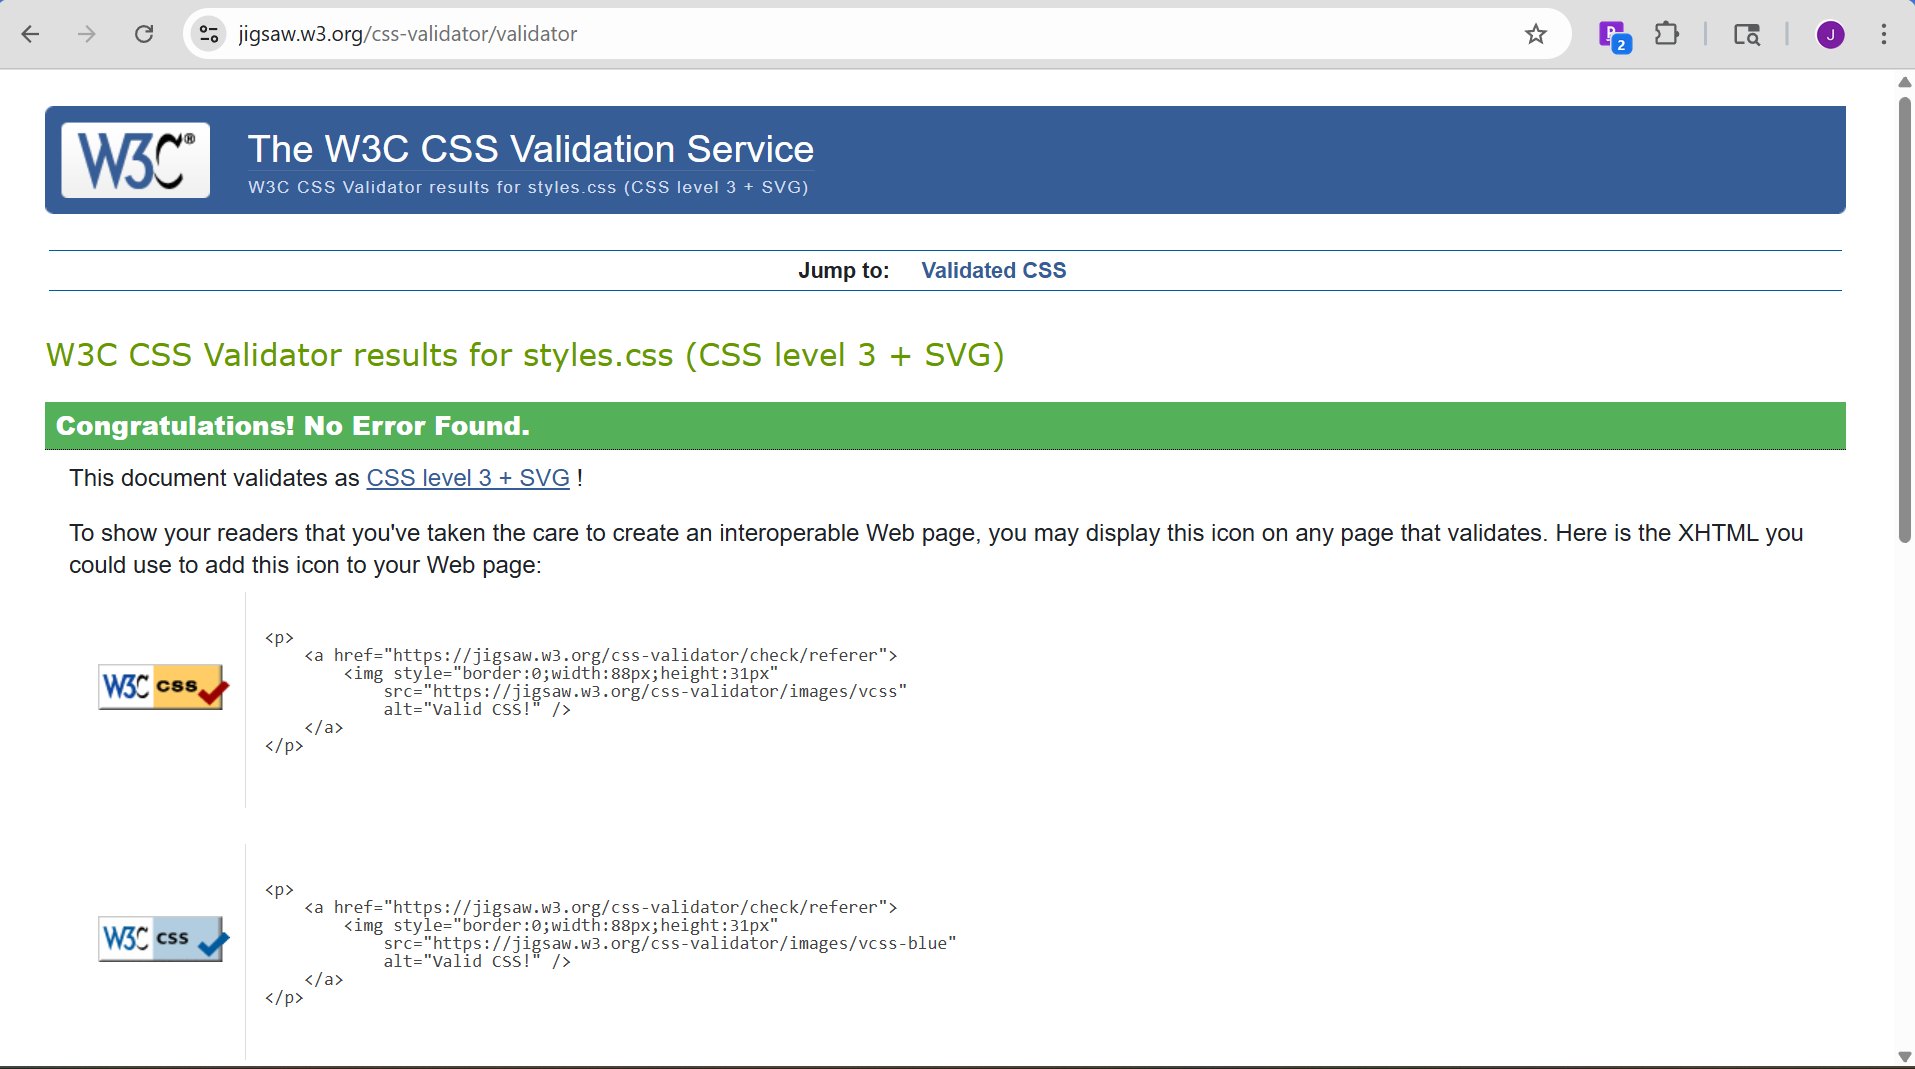 jigsaw.w3.org/css-validator/validator
2
J
W3C®
The W3C CSS Validation Service
W3C CSS Validator results for styles.css (CSS level 3 + SVG)
Jump to: Validated CSS
W3C CSS Validator results for styles.css (CSS level 3 + SVG)
Congratulations! No Error Found.
This document validates as CSS level 3 + SVG !
To show your readers that you've taken the care to create an interoperable Web page, you may display this icon on any page that validates. Here is the XHTML you
could use to add this icon to your Web page:
W3C css
<p>
    <a href="https://jigsaw.w3.org/css-validator/check/referer">
        <img style="border:0;width:88px;height:31px"
            src="https://jigsaw.w3.org/css-validator/images/vcss"
            alt="Valid CSS!" />
    </a>
</p>
W3C css
<p>
    <a href="https://jigsaw.w3.org/css-validator/check/referer">
        <img style="border:0;width:88px;height:31px"
            src="https://jigsaw.w3.org/css-validator/images/vcss-blue"
            alt="Valid CSS!" />
    </a>
</p>